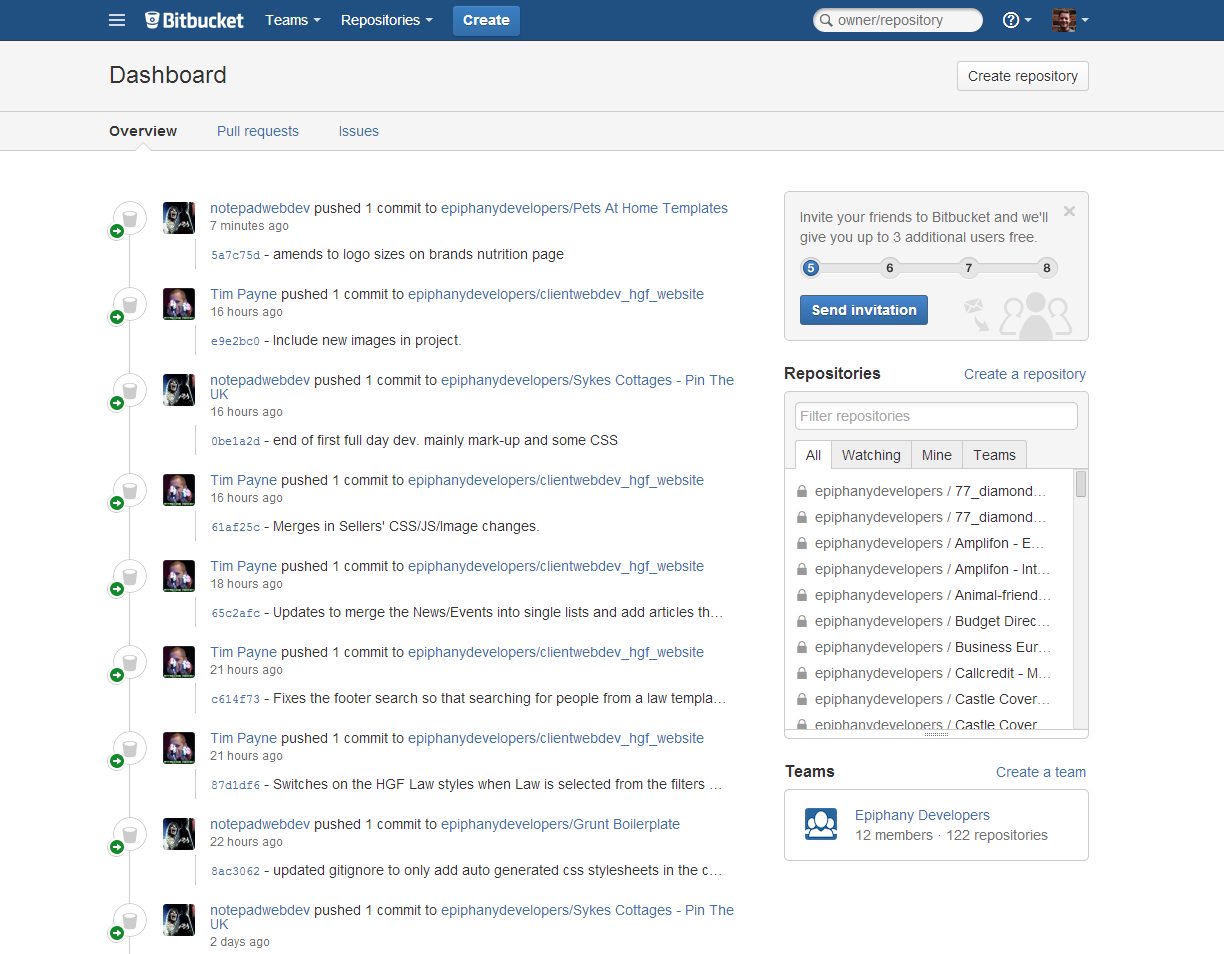 Bitbucket Teams Repositories Create owner/repository
Dashboard
Create repository
Overview Pull requests Issues
notepadwebdev pushed 1 commit to epiphanydevelopers/Pets At Home Templates
7 minutes ago
5a7c75d - amends to logo sizes on brands nutrition page
Tim Payne pushed 1 commit to epiphanydevelopers/clientwebdev_hgf_website
16 hours ago
e9e2bc0 - Include new images in project.
notepadwebdev pushed 1 commit to epiphanydevelopers/Sykes Cottages - Pin The
UK
16 hours ago
0be1a2d - end of first full day dev. mainly mark-up and some CSS
Tim Payne pushed 1 commit to epiphanydevelopers/clientwebdev_hgf_website
16 hours ago
61af25c - Merges in Sellers' CSS/JS/Image changes.
Tim Payne pushed 1 commit to epiphanydevelopers/clientwebdev_hgf_website
18 hours ago
65c2afc - Updates to merge the News/Events into single lists and add articles th…
Tim Payne pushed 1 commit to epiphanydevelopers/clientwebdev_hgf_website
21 hours ago
c614f73 - Fixes the footer search so that searching for people from a law templa…
Tim Payne pushed 1 commit to epiphanydevelopers/clientwebdev_hgf_website
21 hours ago
87d1df6 - Switches on the HGF Law styles when Law is selected from the filters …
notepadwebdev pushed 1 commit to epiphanydevelopers/Grunt Boilerplate
22 hours ago
8ac3062 - updated gitignore to only add auto generated css stylesheets in the c…
notepadwebdev pushed 1 commit to epiphanydevelopers/Sykes Cottages - Pin The
UK
2 days ago
Invite your friends to Bitbucket and we'll
give you up to 3 additional users free.
5 6 7 8
Send invitation
Repositories Create a repository
Filter repositories
All Watching Mine Teams
epiphanydevelopers / 77_diamond…
epiphanydevelopers / 77_diamond…
epiphanydevelopers / Amplifon - E…
epiphanydevelopers / Amplifon - Int…
epiphanydevelopers / Animal-friend…
epiphanydevelopers / Budget Direc…
epiphanydevelopers / Business Eur…
epiphanydevelopers / Callcredit - M…
epiphanydevelopers / Castle Cover…
epiphanydevelopers / Castle Cover
Teams Create a team
Epiphany Developers
12 members · 122 repositories